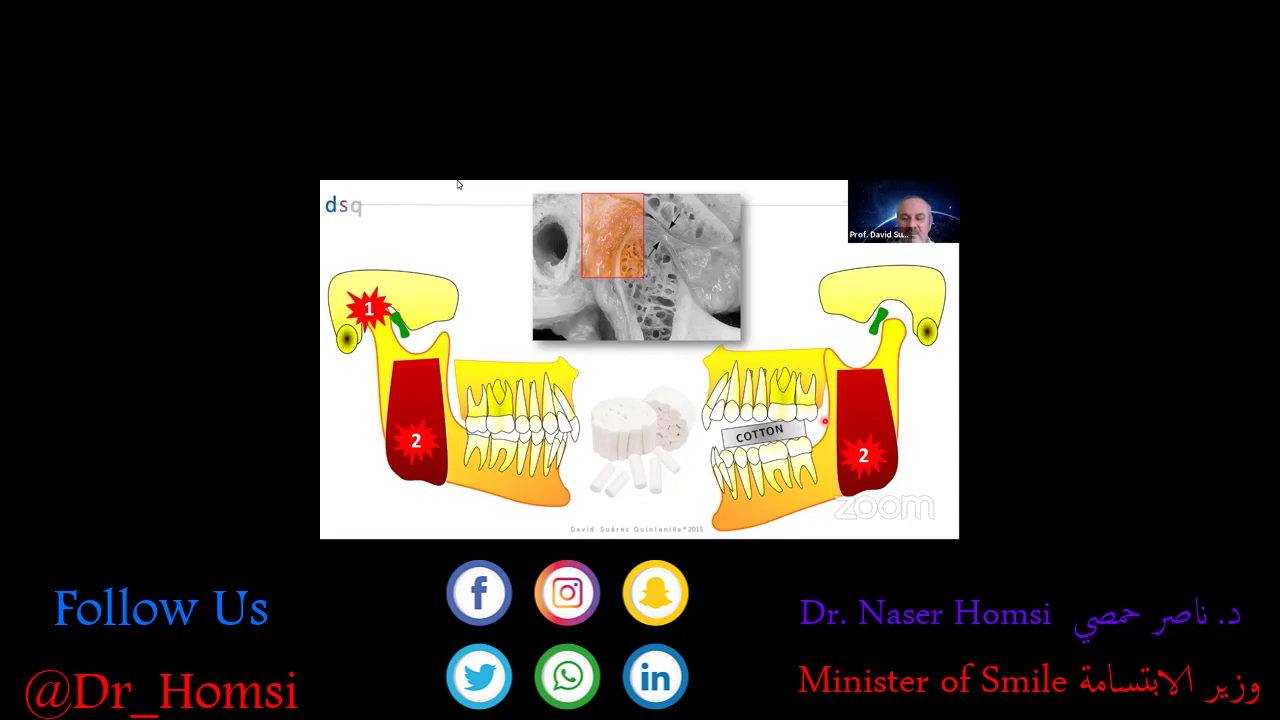 dsq
Prof. David Su...
1
2
COTTON
2
zoom
David Suárez Quintanilla®2015
Follow Us
@Dr_Homsi
Dr. Naser Homsi د. ناصر حمصي
Minister of Smile وزير الابتسامة